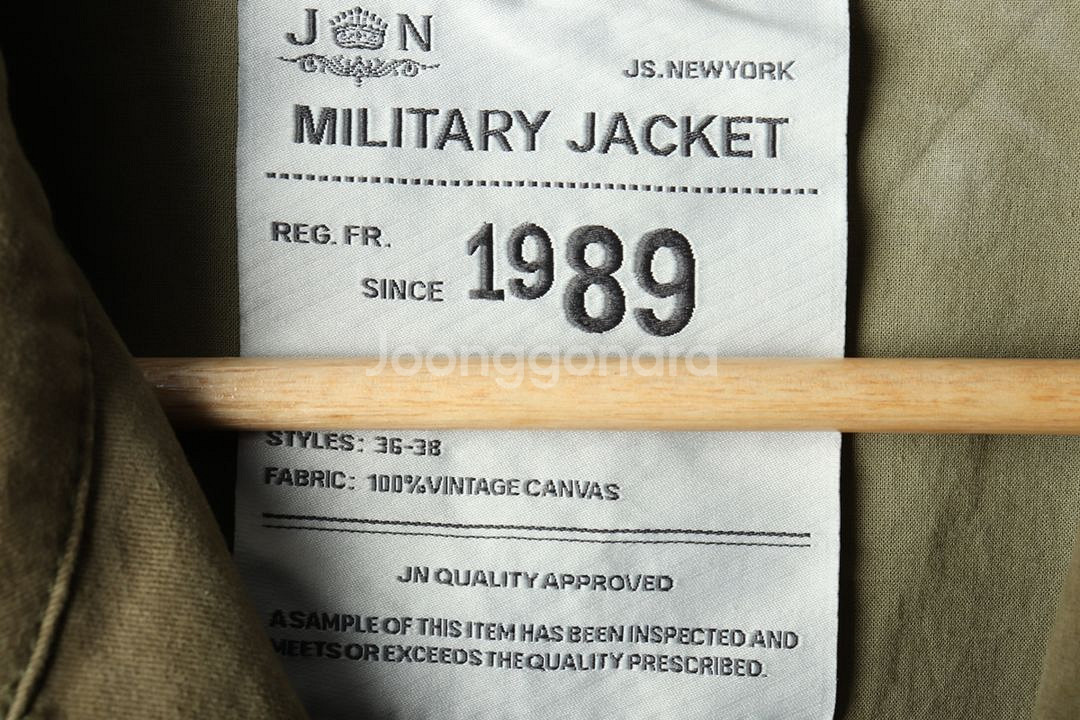 J N
JS.NEWYORK
MILITARY JACKET
REG. FR.
SINCE 1989
Joonggonara
STYLES: 36-38
FABRIC: 100%VINTAGE CANVAS
JN QUALITY APPROVED
A SAMPLE OF THIS ITEM HAS BEEN INSPECTED AND
MEETS OR EXCEEDS THE QUALITY PRESCRIBED.